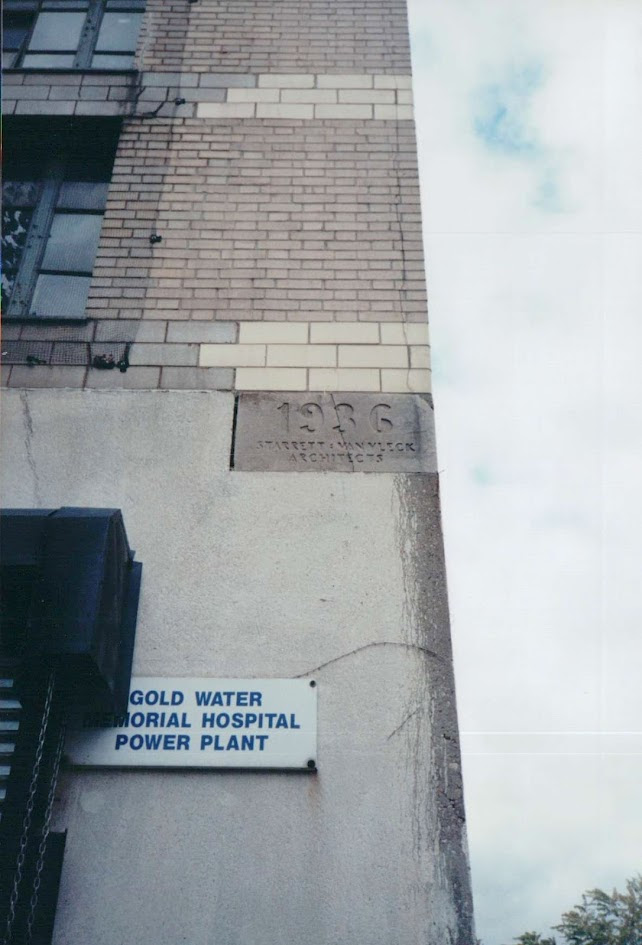 1936
STARRETT & VAN VLECK
ARCHITECTS
GOLD WATER
MEMORIAL HOSPITAL
POWER PLANT